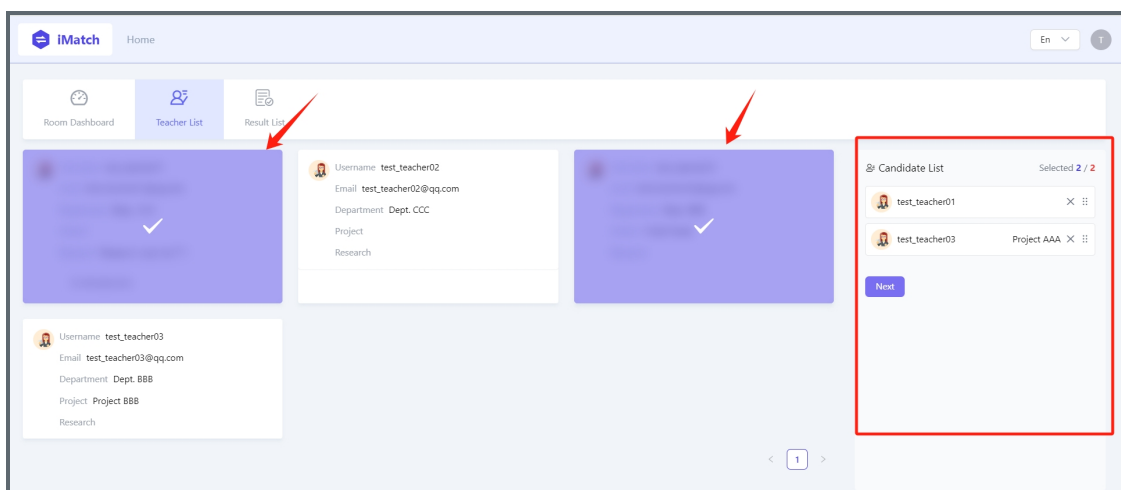 iMatch Home En T
Room Dashboard Teacher List Result List
Username test_teacher02
Email test_teacher02@qq.com
Department Dept. CCC
Project
Research
Username test_teacher03
Email test_teacher03@qq.com
Department Dept. BBB
Project Project BBB
Research
< 1 >
Candidate List Selected 2 / 2
test_teacher01
test_teacher03 Project AAA
Next